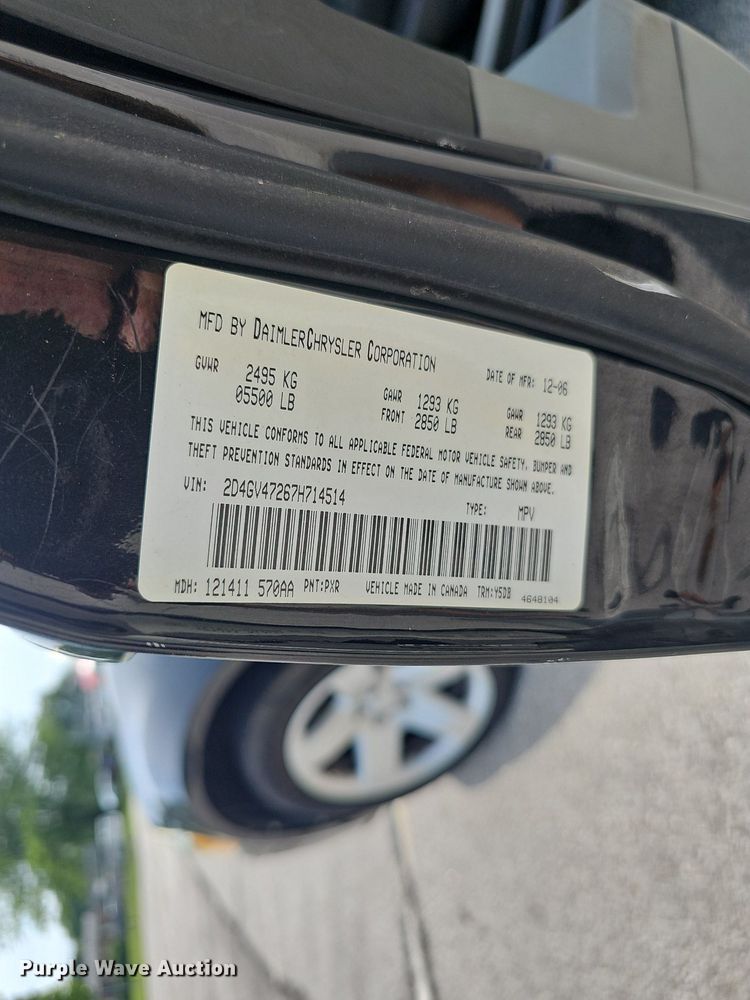 MFD BY DAIMLERCHRYSLER CORPORATION DATE OF MFR: 12-06
GVWR 2495 KG GAWR 1293 KG GAWR 1293 KG
05500 LB FRONT 2850 LB REAR 2850 LB
THIS VEHICLE CONFORMS TO ALL APPLICABLE FEDERAL MOTOR VEHICLE SAFETY, BUMPER AND
THEFT PREVENTION STANDARDS IN EFFECT ON THE DATE OF MANUFACTURE SHOWN ABOVE.
VIN: 2D4GV47267H714514 TYPE: MPV
MDH: 121411 570AA PNT:PXR VEHICLE MADE IN CANADA TRM:Y5DB 4648104
Purple Wave Auction